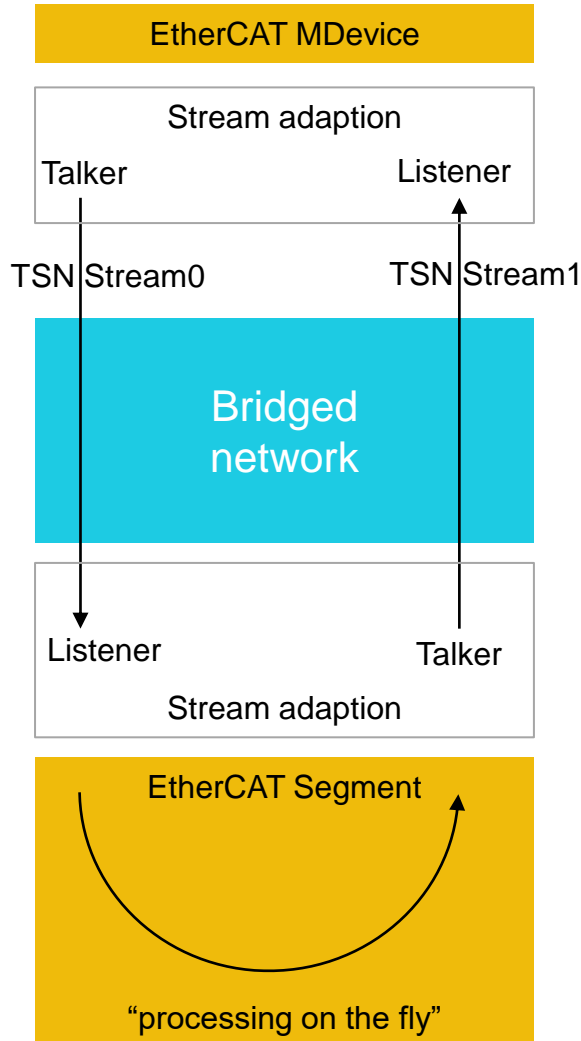 EtherCAT MDevice
Stream adaption
Talker
Listener
TSN Stream0
TSN Stream1
Bridged
network
Listener
Talker
Stream adaption
EtherCAT Segment
“processing on the fly”